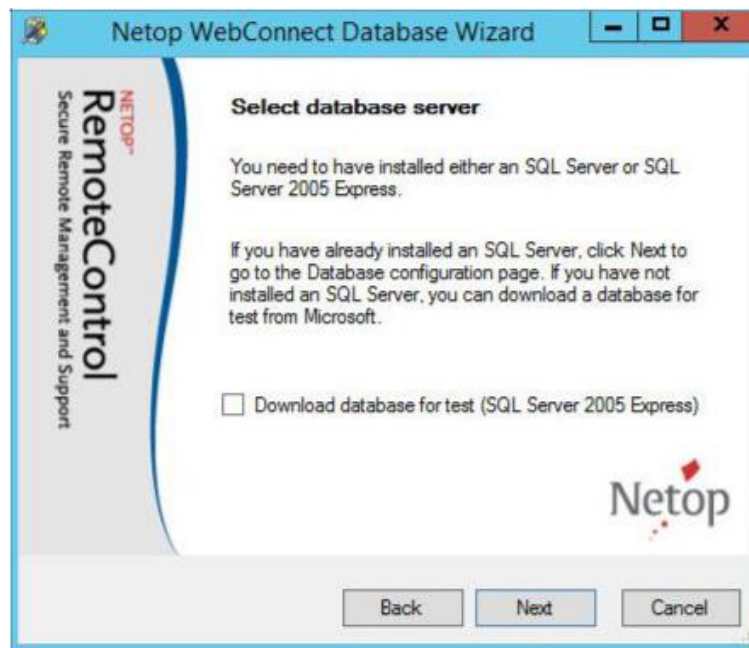 Netop WebConnect Database Wizard
NETOP™
RemoteControl
Secure Remote Management and Support
Select database server
You need to have installed either an SQL Server or SQL
Server 2005 Express.
If you have already installed an SQL Server, click Next to
go to the Database configuration page. If you have not
installed an SQL Server, you can download a database for
test from Microsoft.
Download database for test (SQL Server 2005 Express)
Netop
Back
Next
Cancel